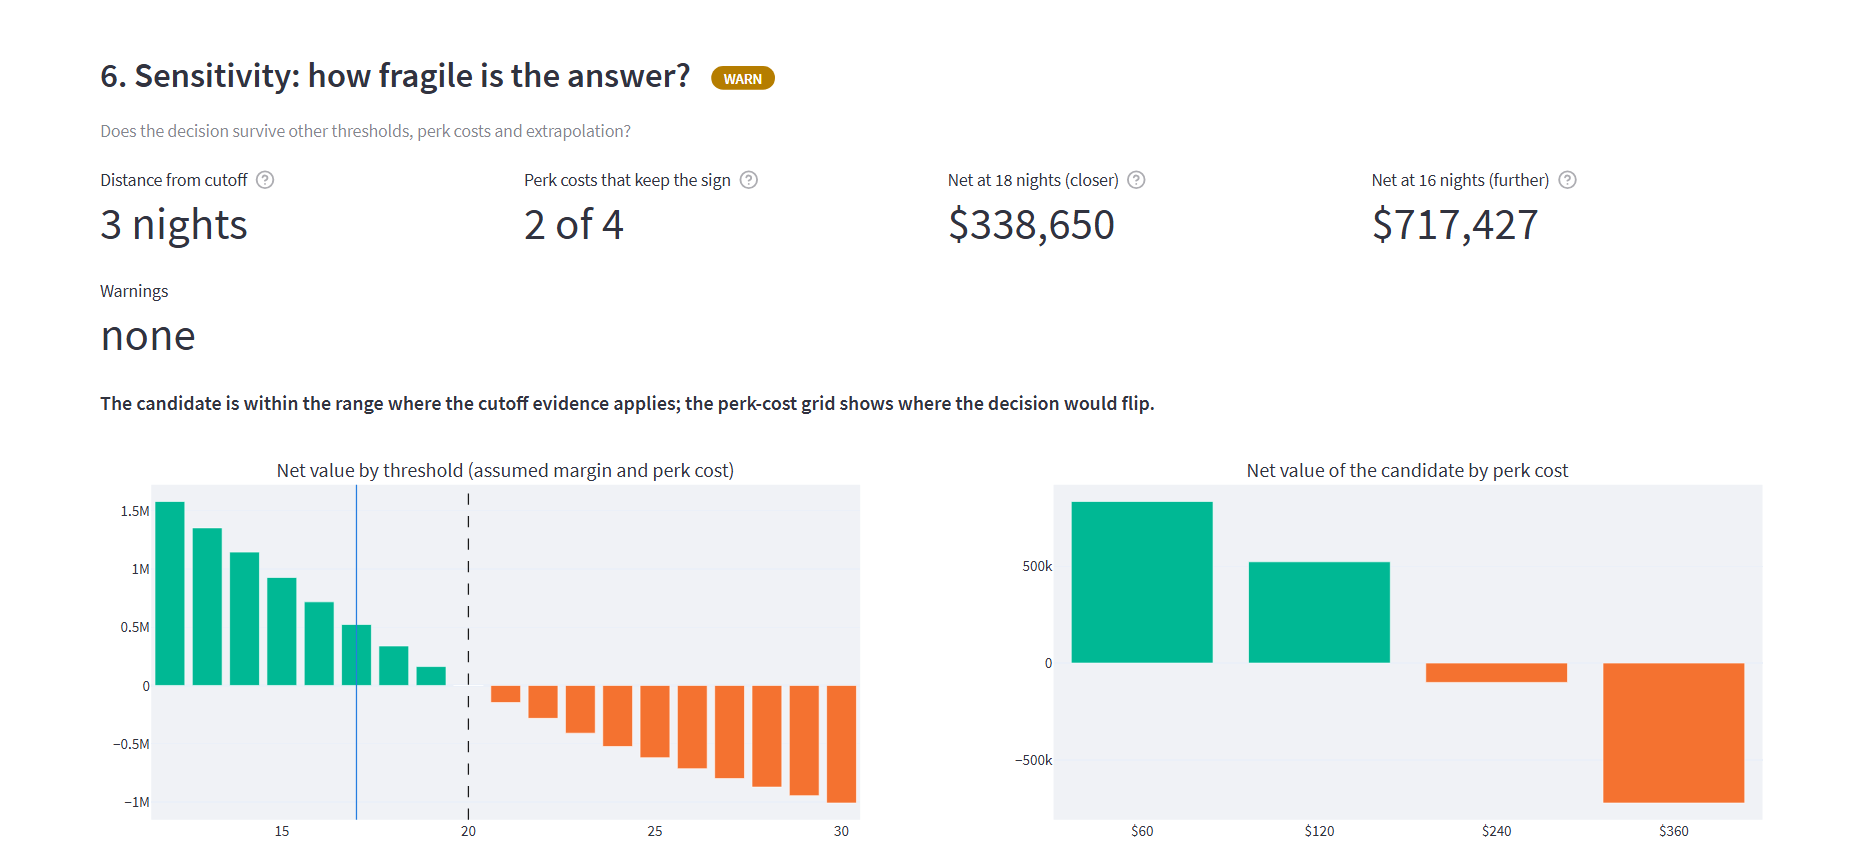 6. Sensitivity: how fragile is the answer? WARN
Does the decision survive other thresholds, perk costs and extrapolation?
Distance from cutoff ?
3 nights
Perk costs that keep the sign ?
2 of 4
Net at 18 nights (closer) ?
$338,650
Net at 16 nights (further) ?
$717,427
Warnings
none
The candidate is within the range where the cutoff evidence applies; the perk-cost grid shows where the decision would flip.
Net value by threshold (assumed margin and perk cost)
1.5M
1M
0.5M
0
−0.5M
−1M
15 20 25 30
Net value of the candidate by perk cost
500k
0
−500k
$60 $120 $240 $360